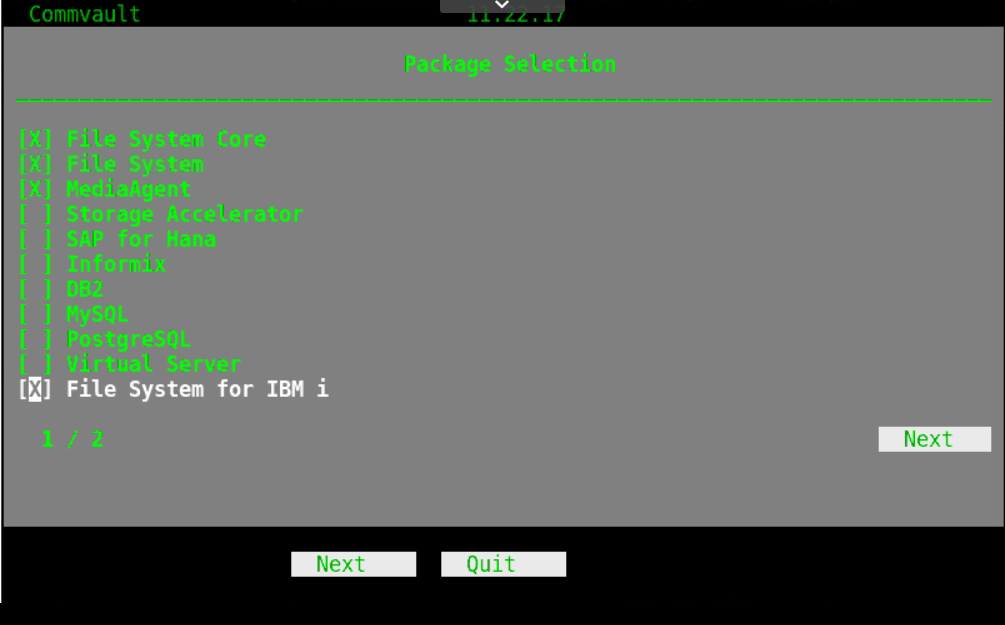 Commvault 11.22.17
Package Selection
[X] File System Core
[X] File System
[X] MediaAgent
[ ] Storage Accelerator
[ ] SAP for Hana
[ ] Informix
[ ] DB2
[ ] MySQL
[ ] PostgreSQL
[ ] Virtual Server
[X] File System for IBM i
1 / 2 Next
Next Quit